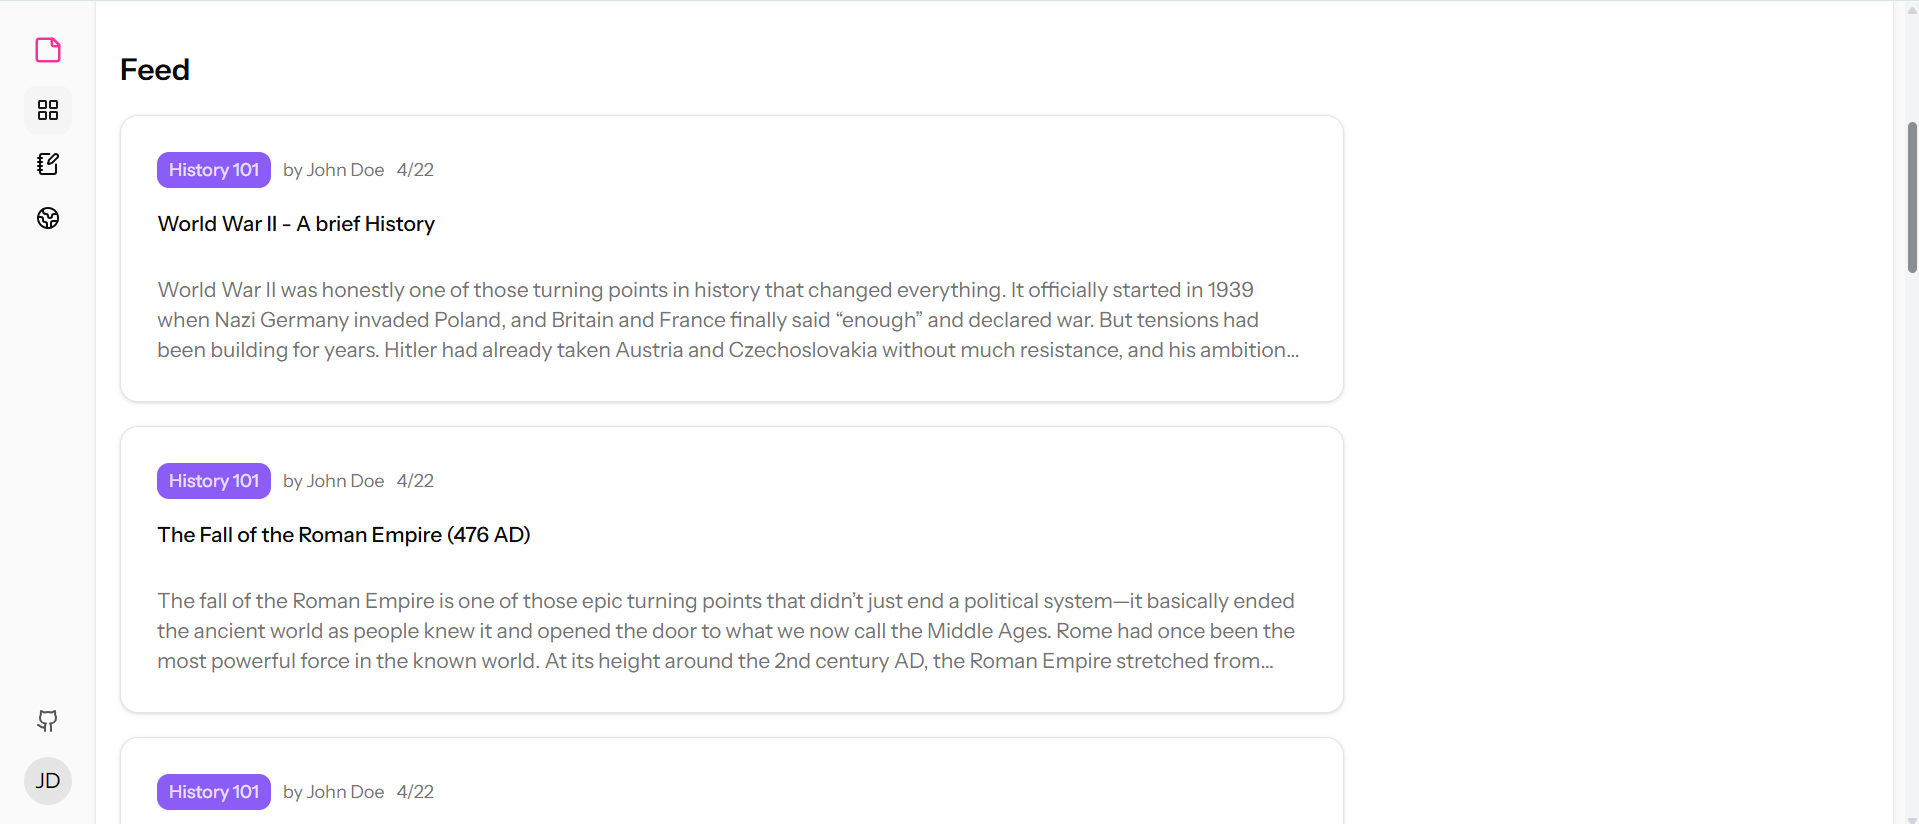 Feed
History 101 by John Doe 4/22
World War II - A brief History
World War II was honestly one of those turning points in history that changed everything. It officially started in 1939
when Nazi Germany invaded Poland, and Britain and France finally said “enough” and declared war. But tensions had
been building for years. Hitler had already taken Austria and Czechoslovakia without much resistance, and his ambition...
History 101 by John Doe 4/22
The Fall of the Roman Empire (476 AD)
The fall of the Roman Empire is one of those epic turning points that didn’t just end a political system—it basically ended
the ancient world as people knew it and opened the door to what we now call the Middle Ages. Rome had once been the
most powerful force in the known world. At its height around the 2nd century AD, the Roman Empire stretched from...
History 101 by John Doe 4/22
JD